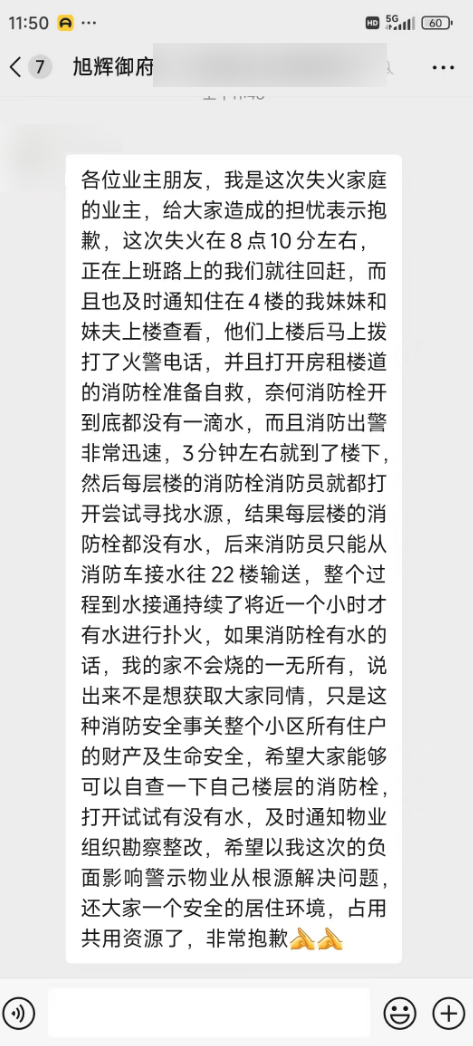 11:50
HD 5G 60
7 旭辉御府
各位业主朋友，我是这次失火家庭
的业主，给大家造成的担忧表示抱
歉，这次失火在8点10分左右，
正在上班路上的我们就往回赶，而
且也及时通知住在4楼的我妹妹和
妹夫上楼查看，他们上楼后马上拨
打了火警电话，并且打开房租楼道
的消防栓准备自救，奈何消防栓开
到底都没有一滴水，而且消防出警
非常迅速，3分钟左右就到了楼下，
然后每层楼的消防栓消防员就都打
开尝试寻找水源，结果每层楼的消
防栓都没有水，后来消防员只能从
消防车接水往22楼输送，整个过
程到水接通持续了将近一个小时才
有水进行扑火，如果消防栓有水的
话，我的家不会烧的一无所有，说
出来不是想获取大家同情，只是这
种消防安全事关整个小区所有住户
的财产及生命安全，希望大家能够
可以自查一下自己楼层的消防栓，
打开试试有没有水，及时通知物业
组织勘察整改，希望以我这次的负
面影响警示物业从根源解决问题，
还大家一个安全的居住环境，占用
共用资源了，非常抱歉